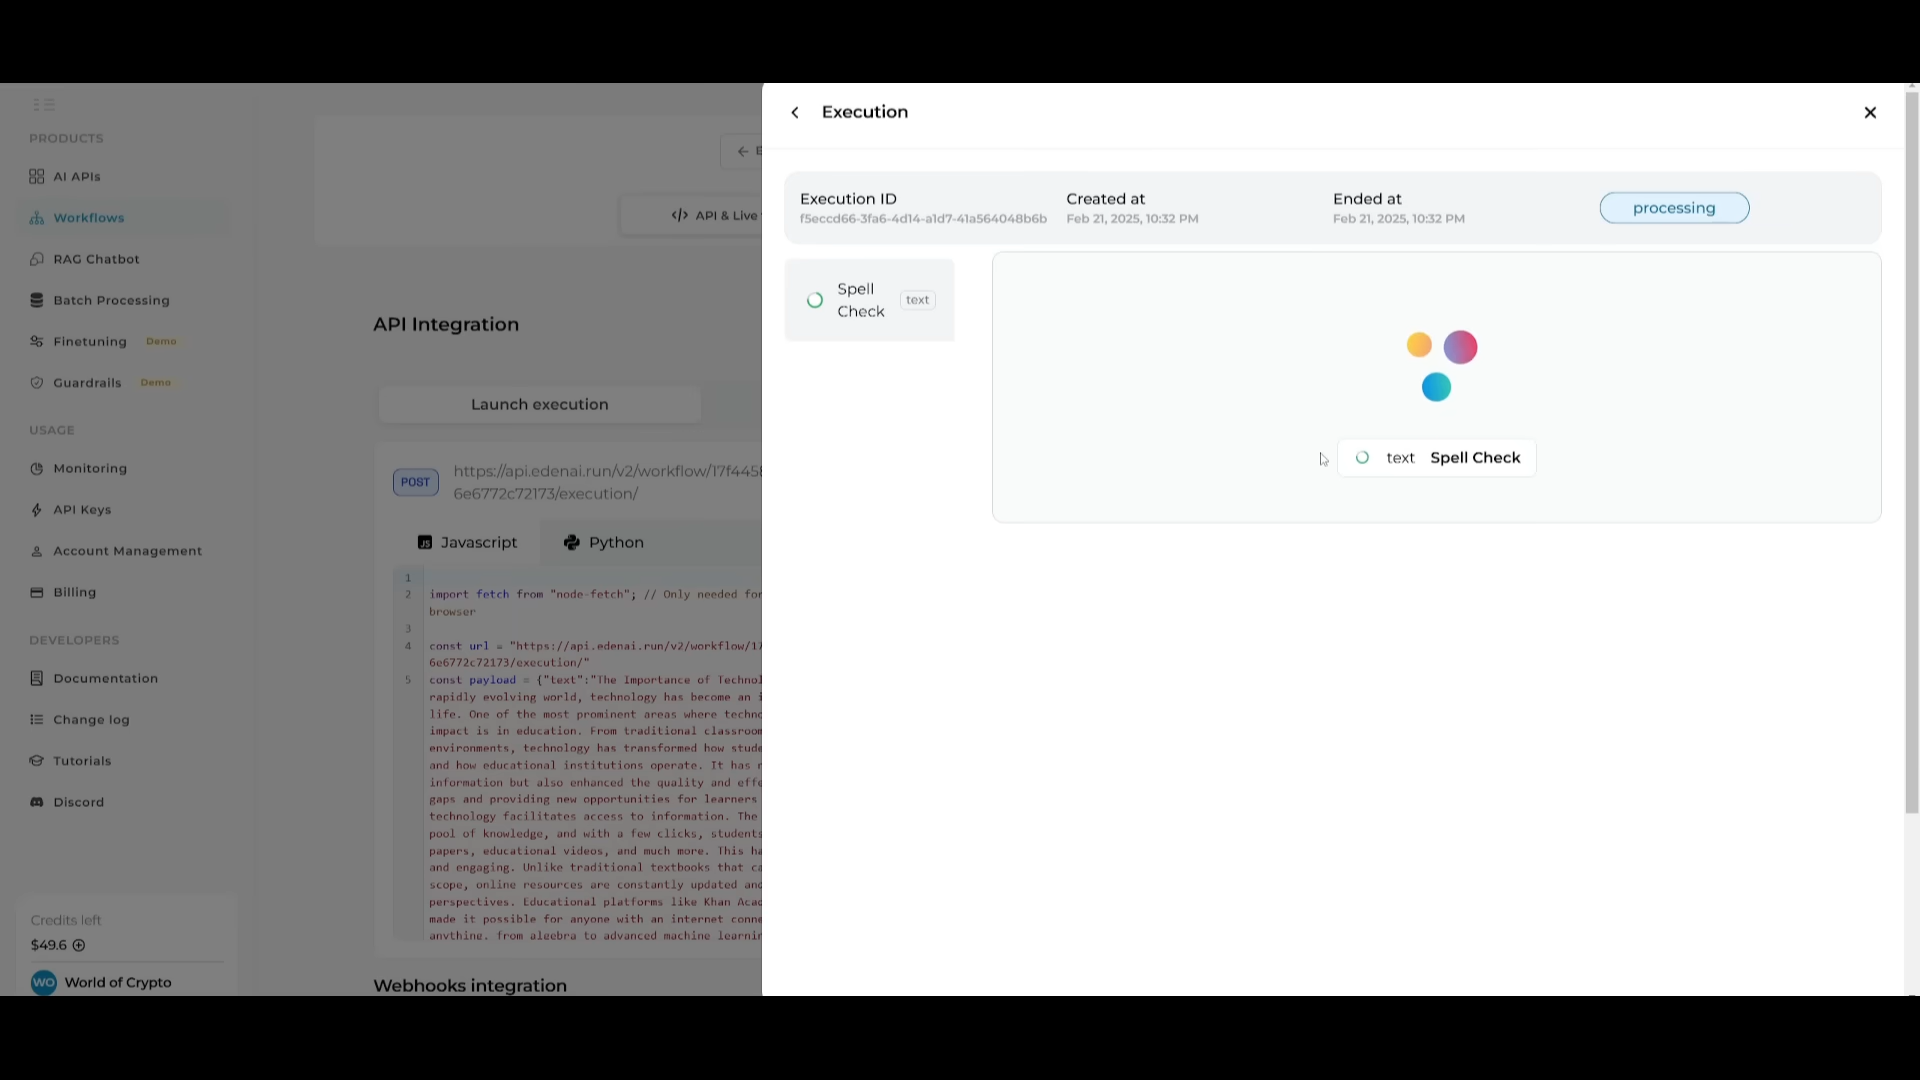 PRODUCTS
AI APIs
Workflows
RAG Chatbot
Batch Processing
Finetuning Demo
Guardrails Demo
USAGE
Monitoring
API Keys
Account Management
Billing
DEVELOPERS
Documentation
Change log
Tutorials
Discord
Credits left
$49.6
WO World of Crypto
</> API & Live
API Integration
Launch execution
POST
https://api.edenai.run/v2/workflow/17f445
6e6772c72173/execution/
JS Javascript
Python
1
2 import fetch from "node-fetch"; // Only needed for
browser
3
4 const url = "https://api.edenai.run/v2/workflow/17
6e6772c72173/execution/"
5 const payload = {"text":"The Importance of Technol
rapidly evolving world, technology has become an i
life. One of the most prominent areas where techno
impact is in education. From traditional classroom
environments, technology has transformed how stude
and how educational institutions operate. It has n
information but also enhanced the quality and effe
gaps and providing new opportunities for learners
technology facilitates access to information. The
pool of knowledge, and with a few clicks, students
papers, educational videos, and much more. This ha
and engaging. Unlike traditional textbooks that ca
scope, online resources are constantly updated and
perspectives. Educational platforms like Khan Acad
made it possible for anyone with an internet conne
anything, from algebra to advanced machine learnin
Webhooks integration
Execution
Execution ID
f5eccd66-3fa6-4d14-a1d7-41a564048b6b
Created at
Feb 21, 2025, 10:32 PM
Ended at
Feb 21, 2025, 10:32 PM
processing
Spell
Check
text
text Spell Check